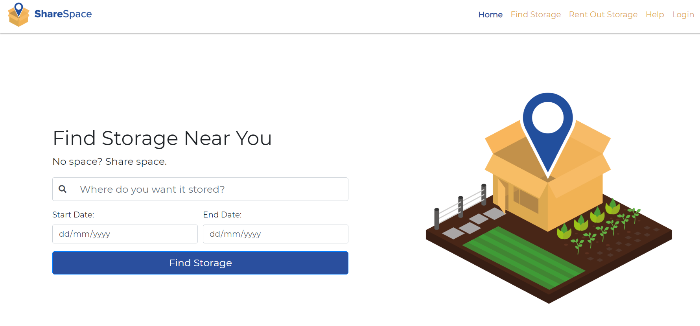 ShareSpace
Home Find Storage Rent Out Storage Help Login
Find Storage Near You
No space? Share space.
Where do you want it stored?
Start Date: End Date:
dd/mm/yyyy dd/mm/yyyy
Find Storage